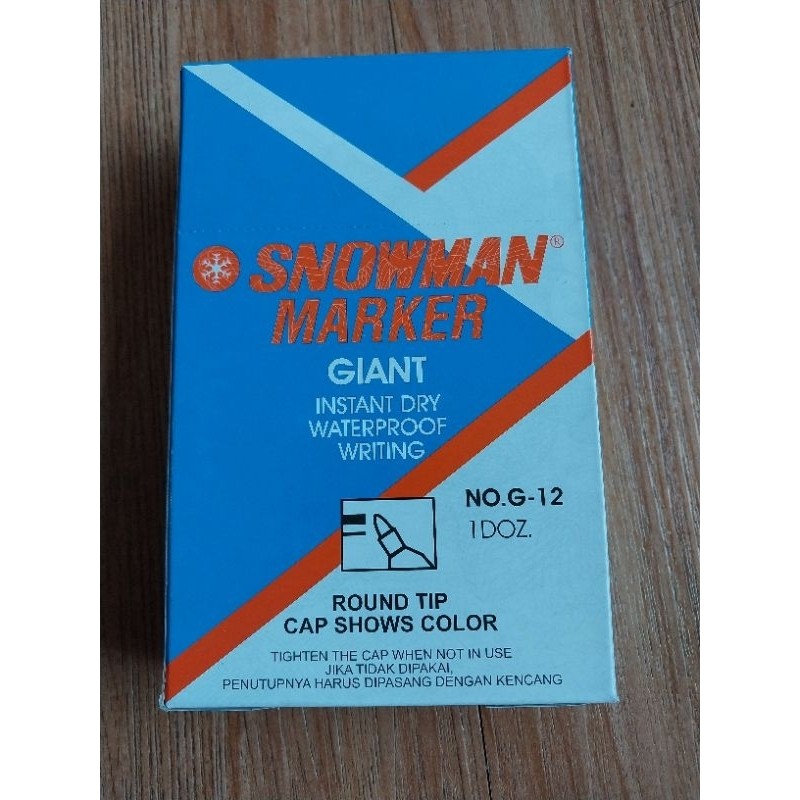 SNOWMAN®
MARKER
GIANT
INSTANT DRY
WATERPROOF
WRITING
NO.G-12
1DOZ.
ROUND TIP
CAP SHOWS COLOR
TIGHTEN THE CAP WHEN NOT IN USE
JIKA TIDAK DIPAKAI,
PENUTUPNYA HARUS DIPASANG DENGAN KENCANG